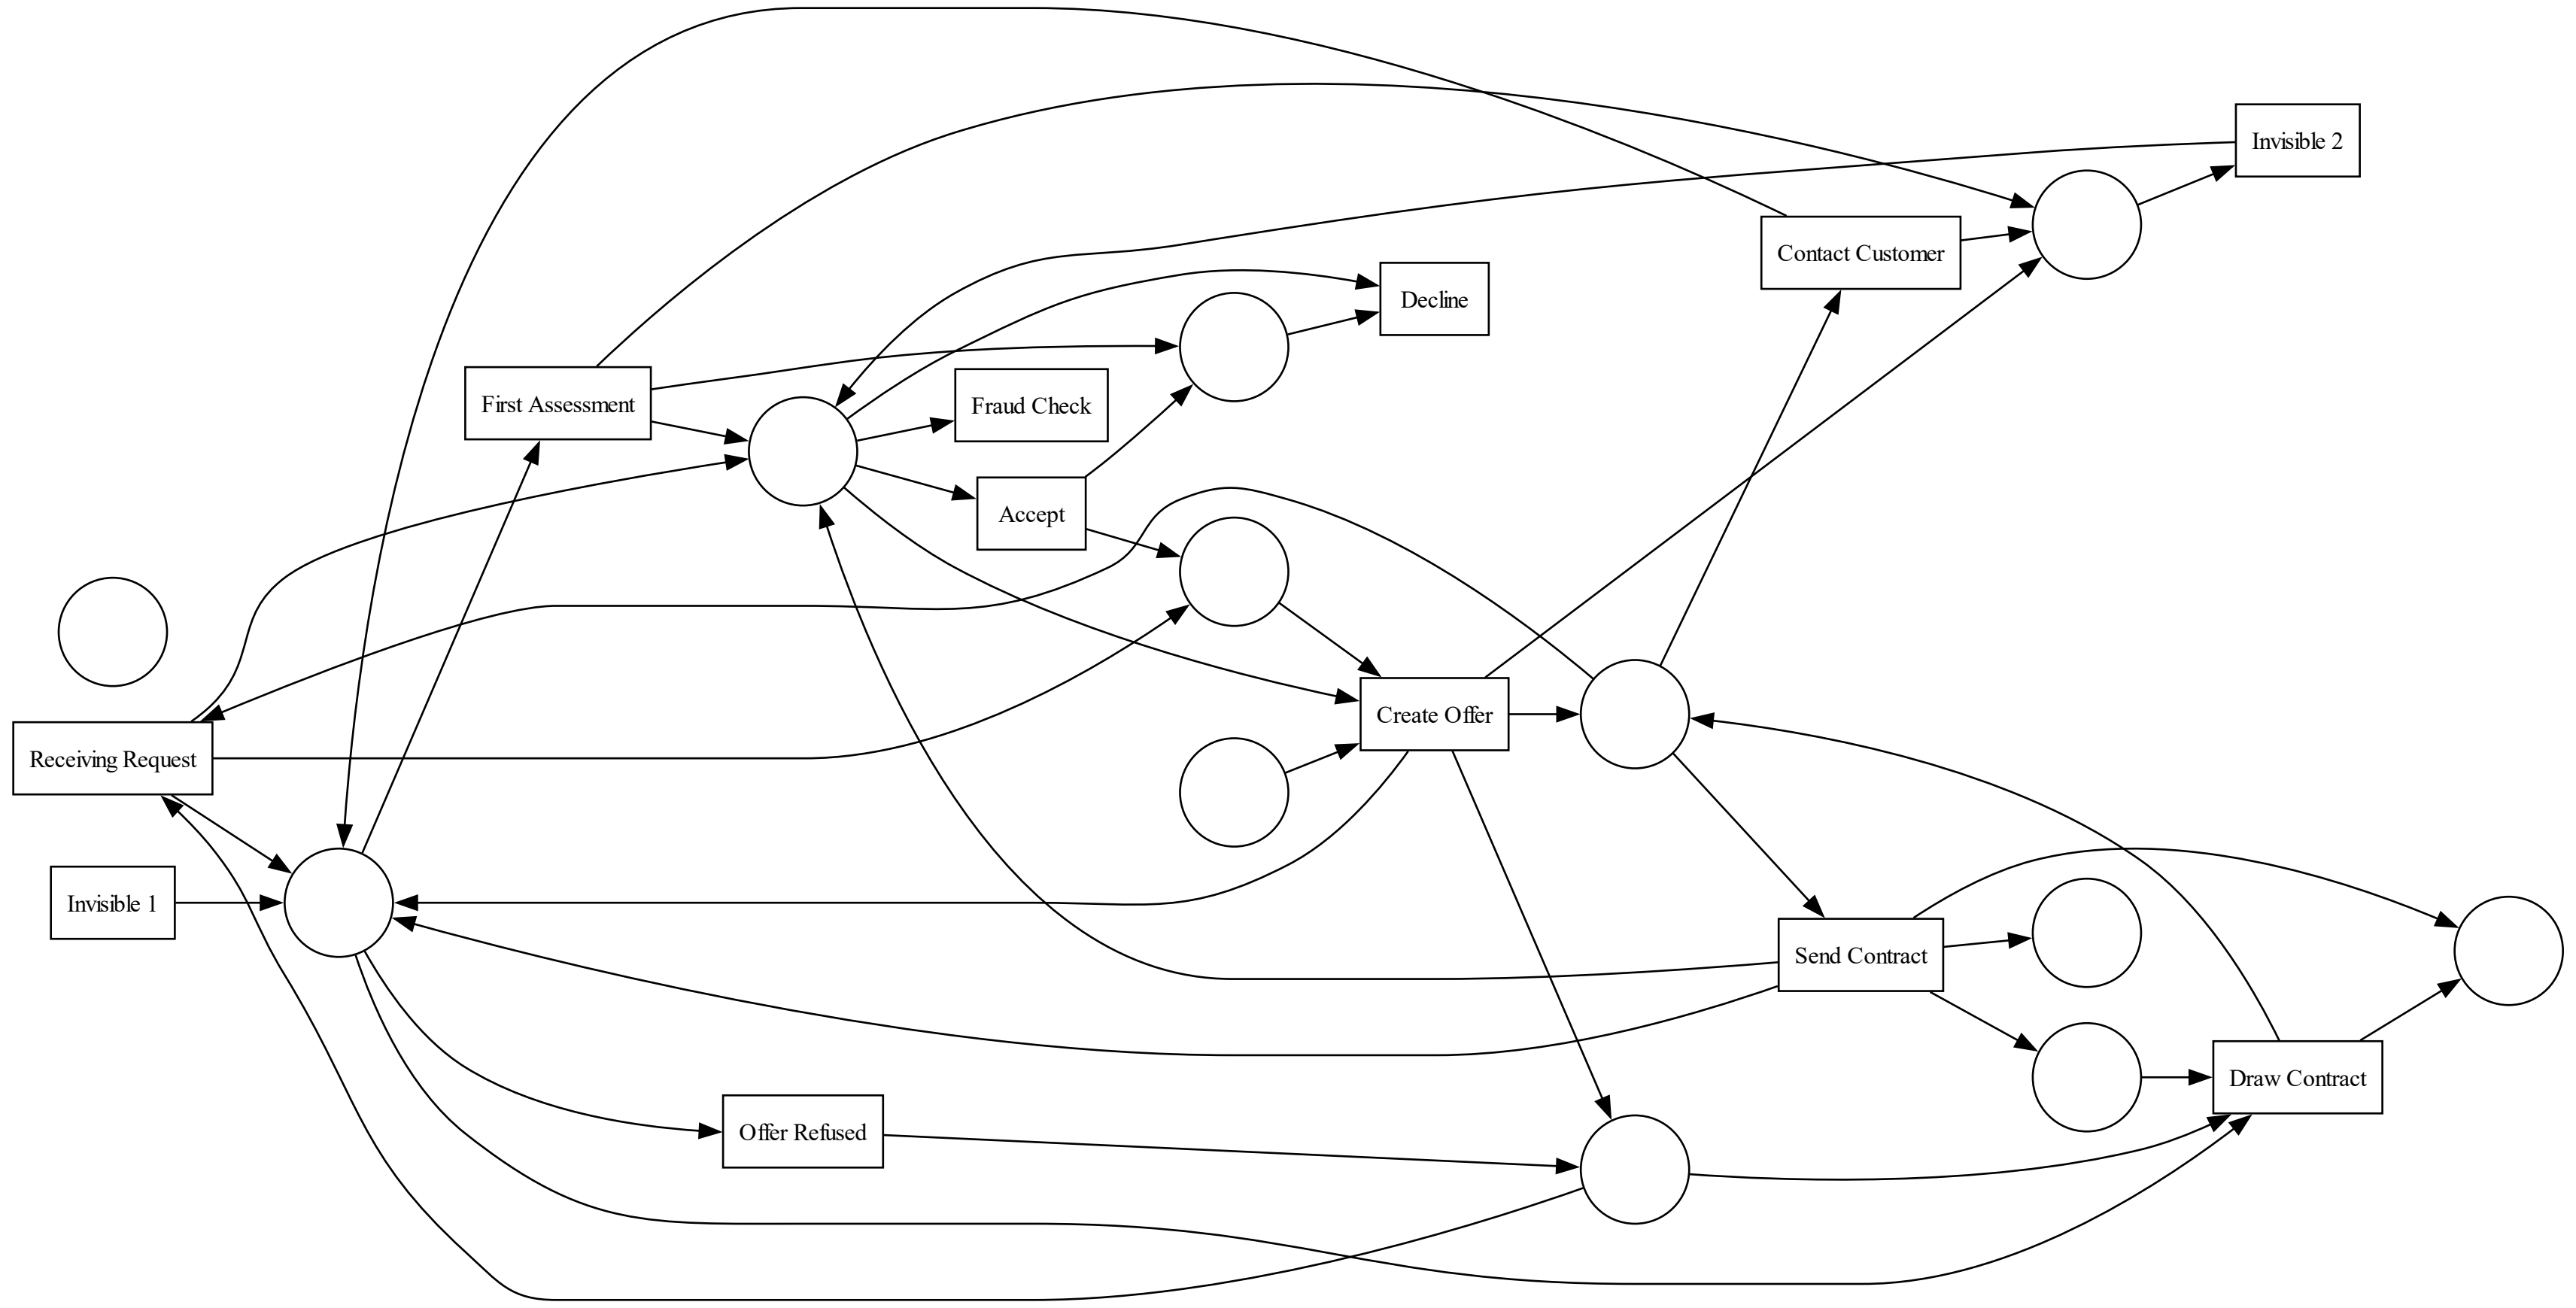 Invisible 2
Contact Customer
Decline
First Assessment
Fraud Check
Accept
Create Offer
Receiving Request
Invisible 1
Send Contract
Draw Contract
Offer Refused